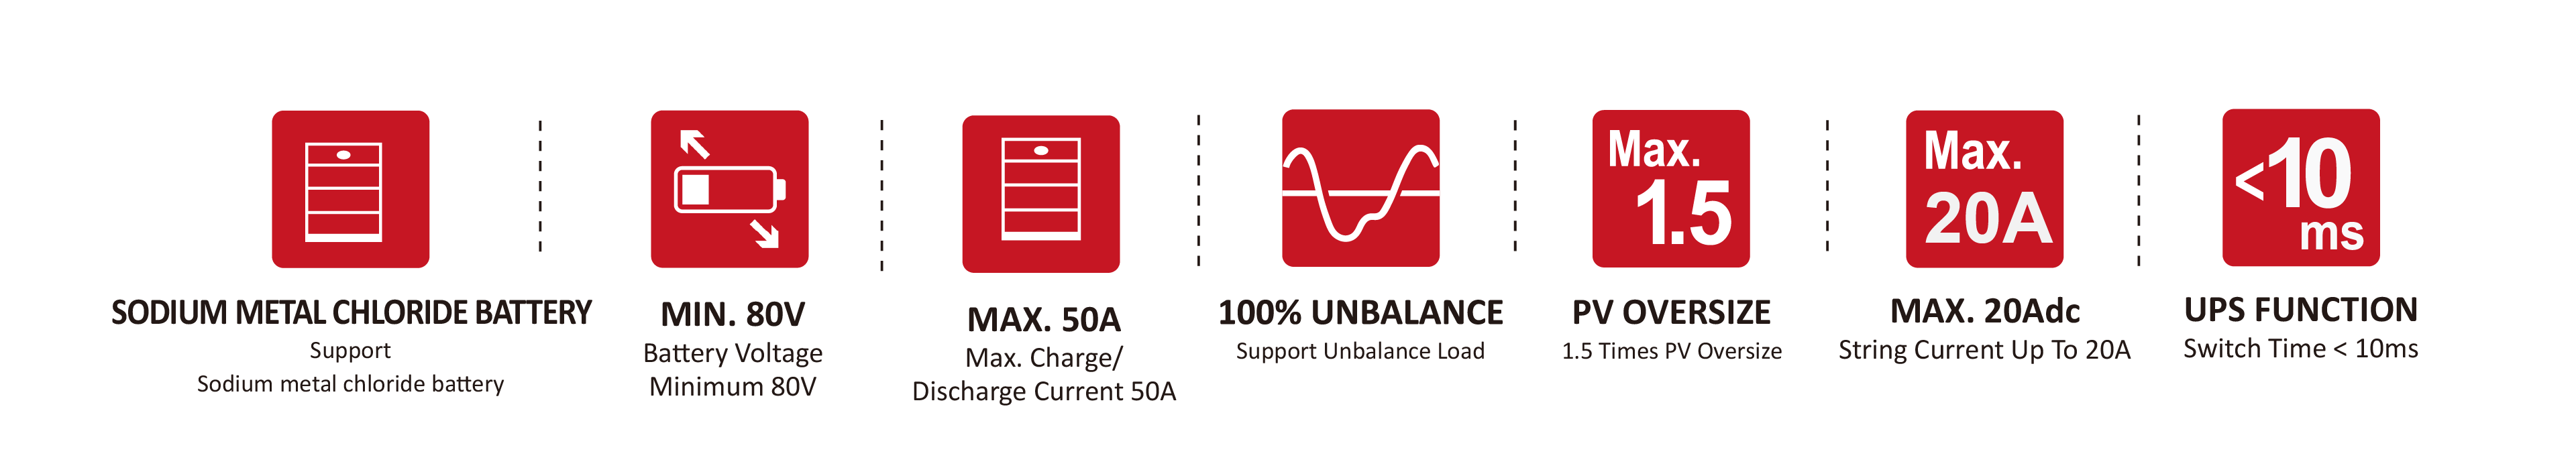 SODIUM METAL CHLORIDE BATTERY
Support
Sodium metal chloride battery
MIN. 80V
Battery Voltage
Minimum 80V
MAX. 50A
Max. Charge/
Discharge Current 50A
100% UNBALANCE
Support Unbalance Load
Max.
1.5
PV OVERSIZE
1.5 Times PV Oversize
Max.
20A
MAX. 20Adc
String Current Up To 20A
<10
ms
UPS FUNCTION
Switch Time < 10ms